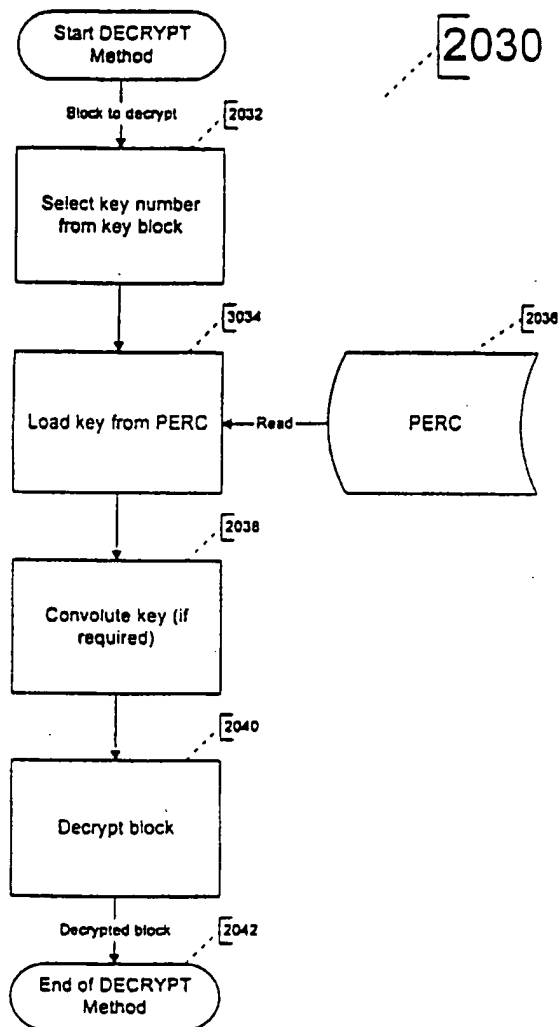 Start DECRYPT
Method
2030
Block to decrypt
2032
Select key number
from key block
3034
2036
Load key from PERC
Read
PERC
2038
Convolute key (if
required)
2040
Decrypt block
Decrypted block
2042
End of DECRYPT
Method